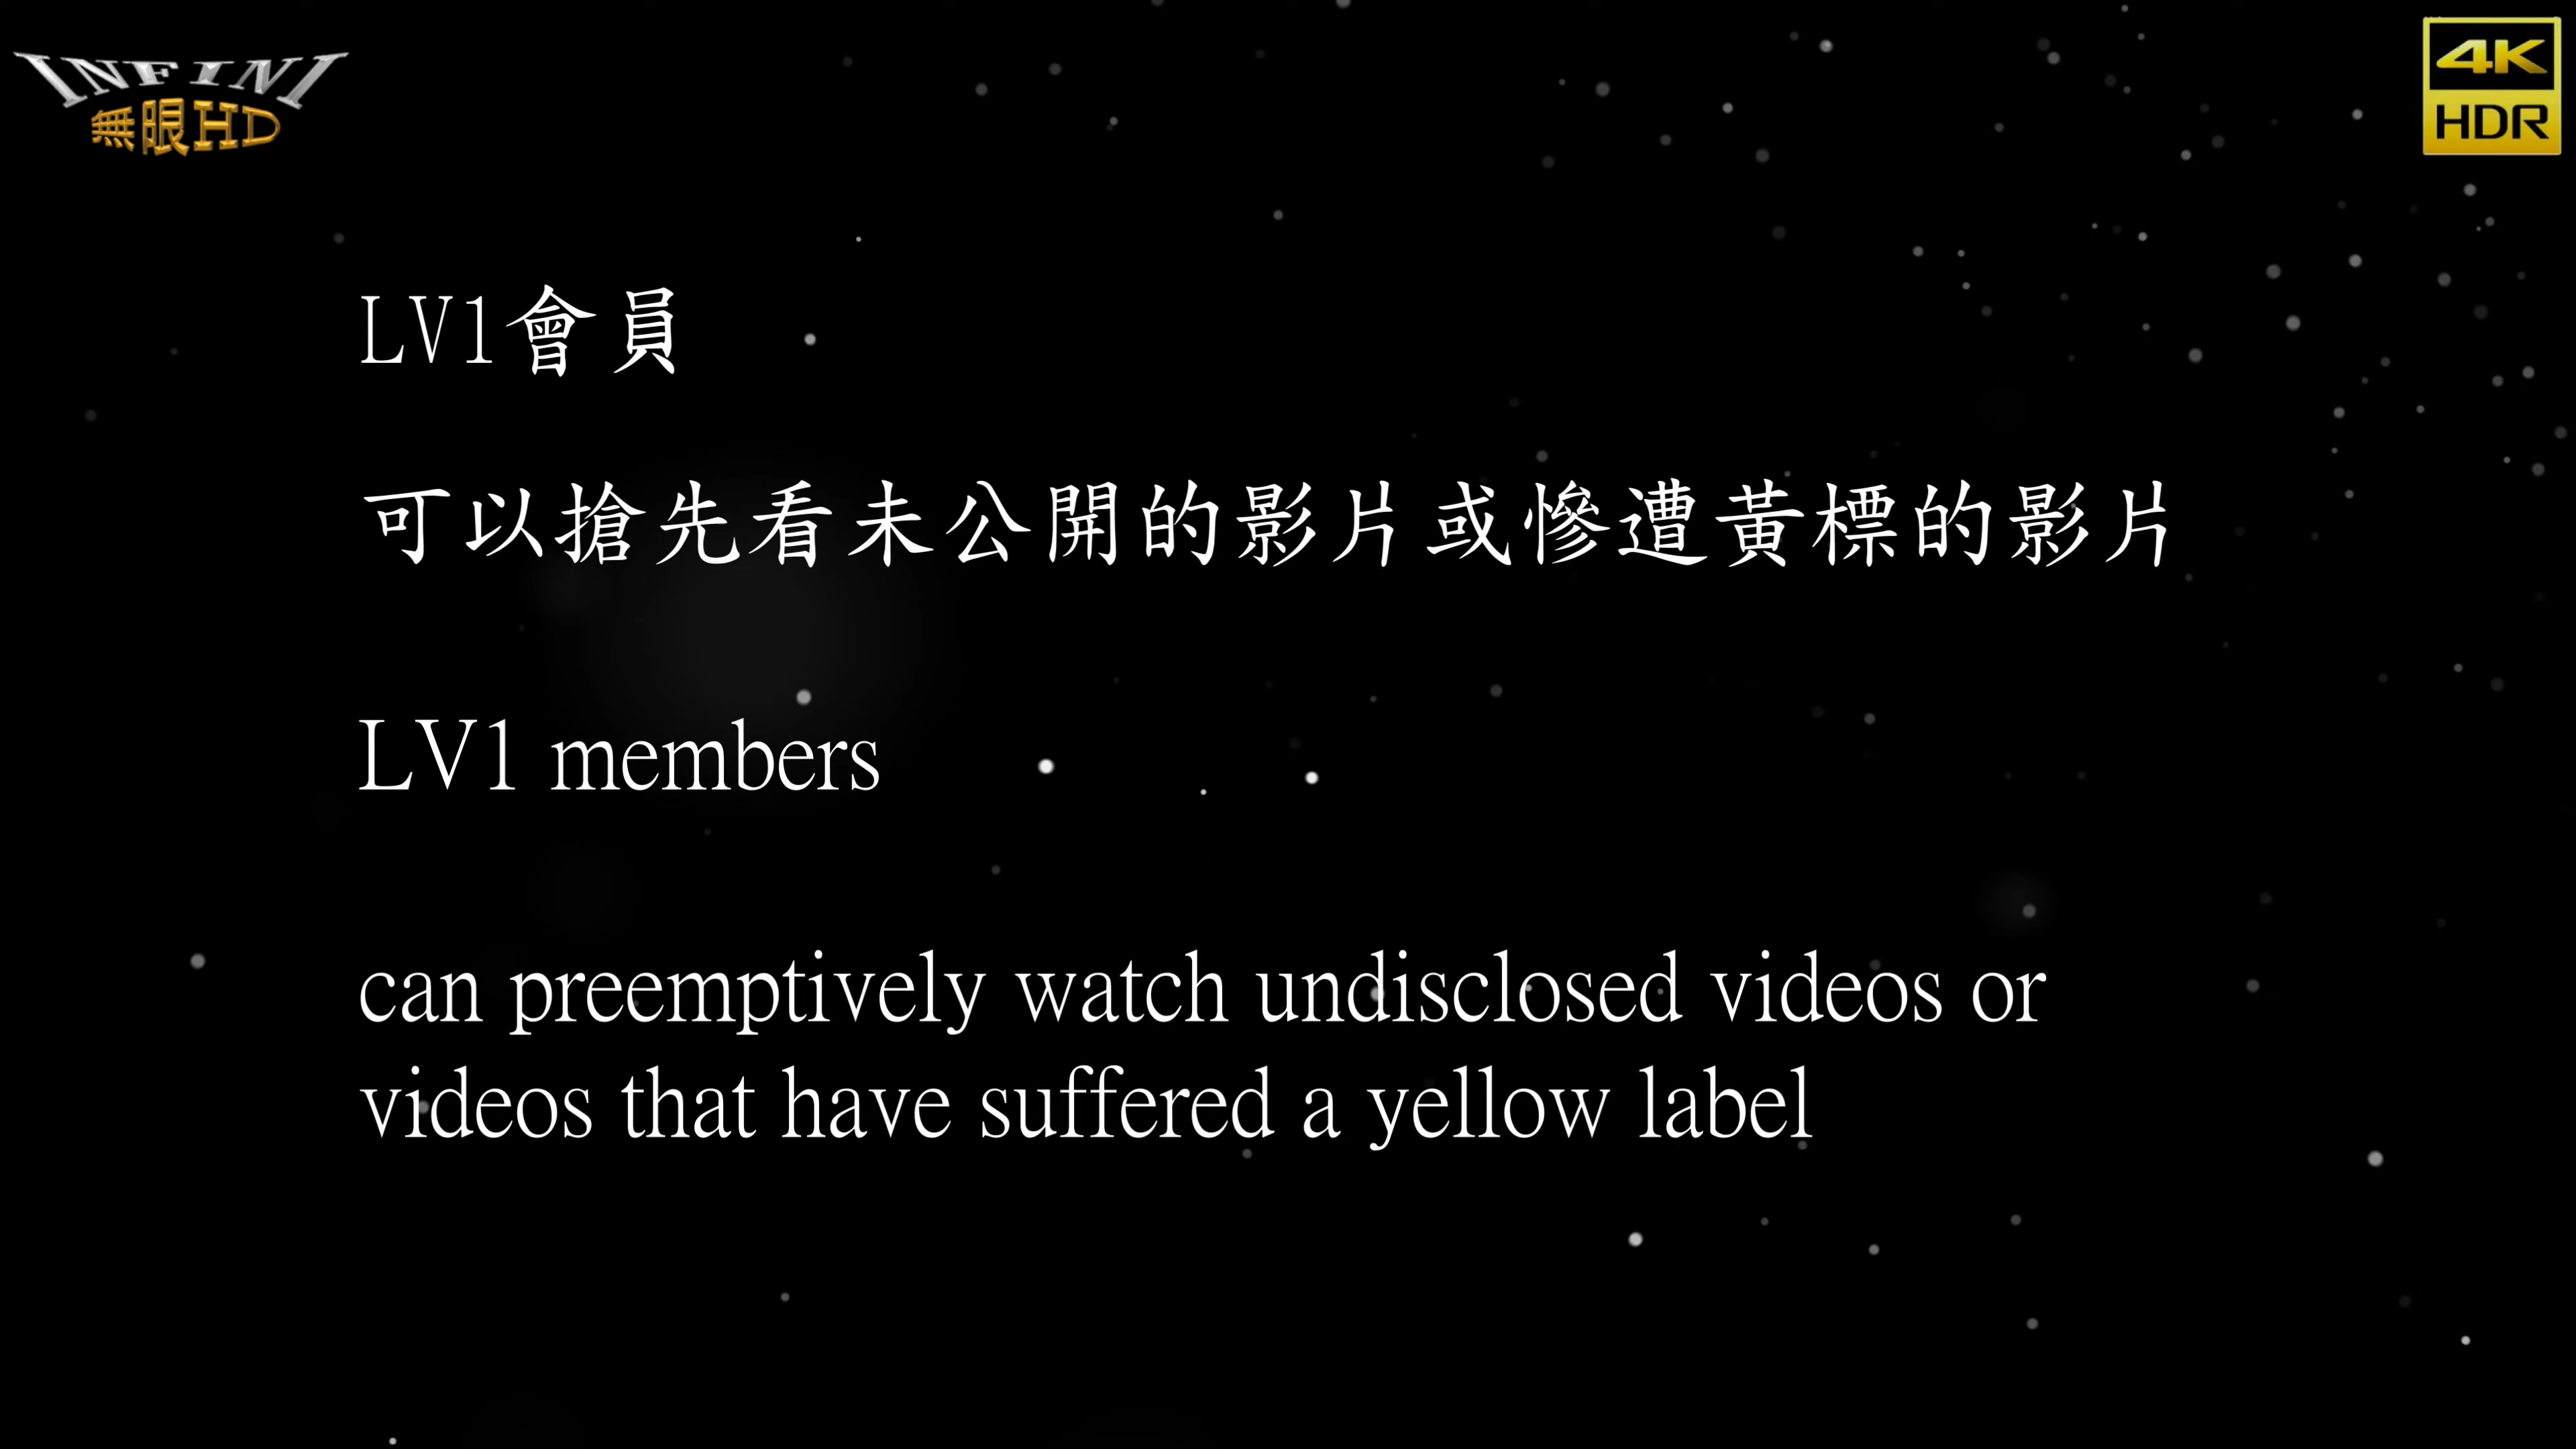 INFINI
無限HD
4K
HDR
LV1會員
可以搶先看未公開的影片或慘遭黃標的影片
LV1 members
can preemptively watch undisclosed videos or
videos that have suffered a yellow label